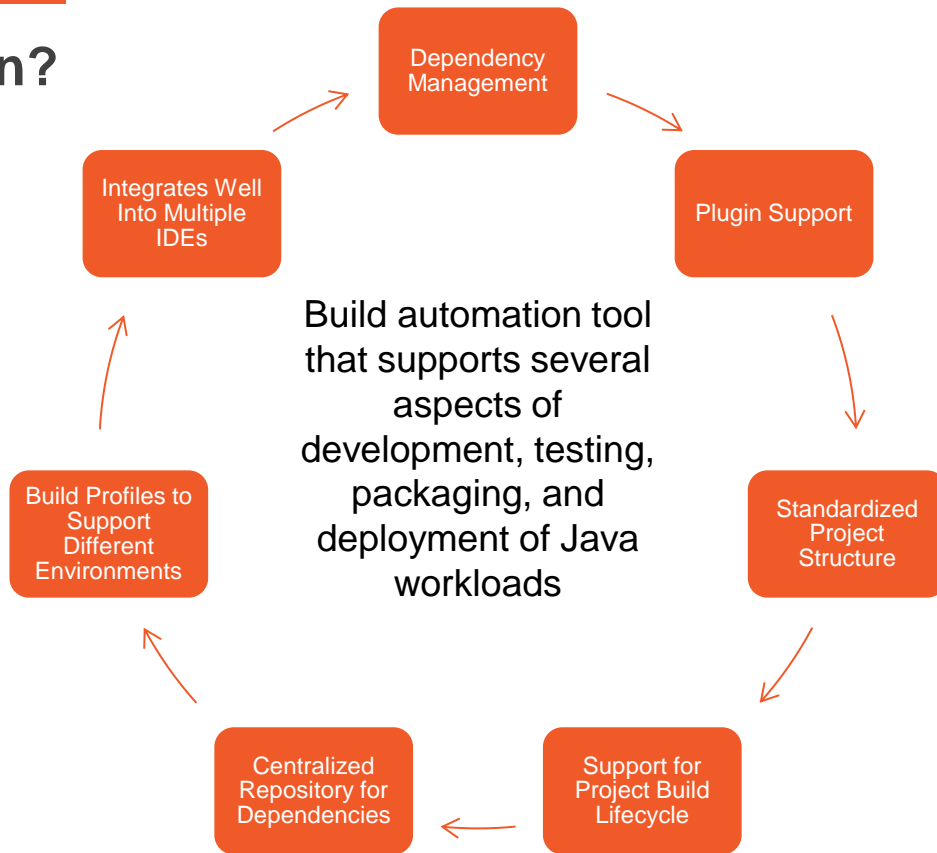 n?
Dependency
Management
Plugin Support
Standardized
Project
Structure
Support for
Project Build
Lifecycle
Centralized
Repository for
Dependencies
Build Profiles to
Support
Different
Environments
Integrates Well
Into Multiple
IDEs
Build automation tool
that supports several
aspects of
development, testing,
packaging, and
deployment of Java
workloads